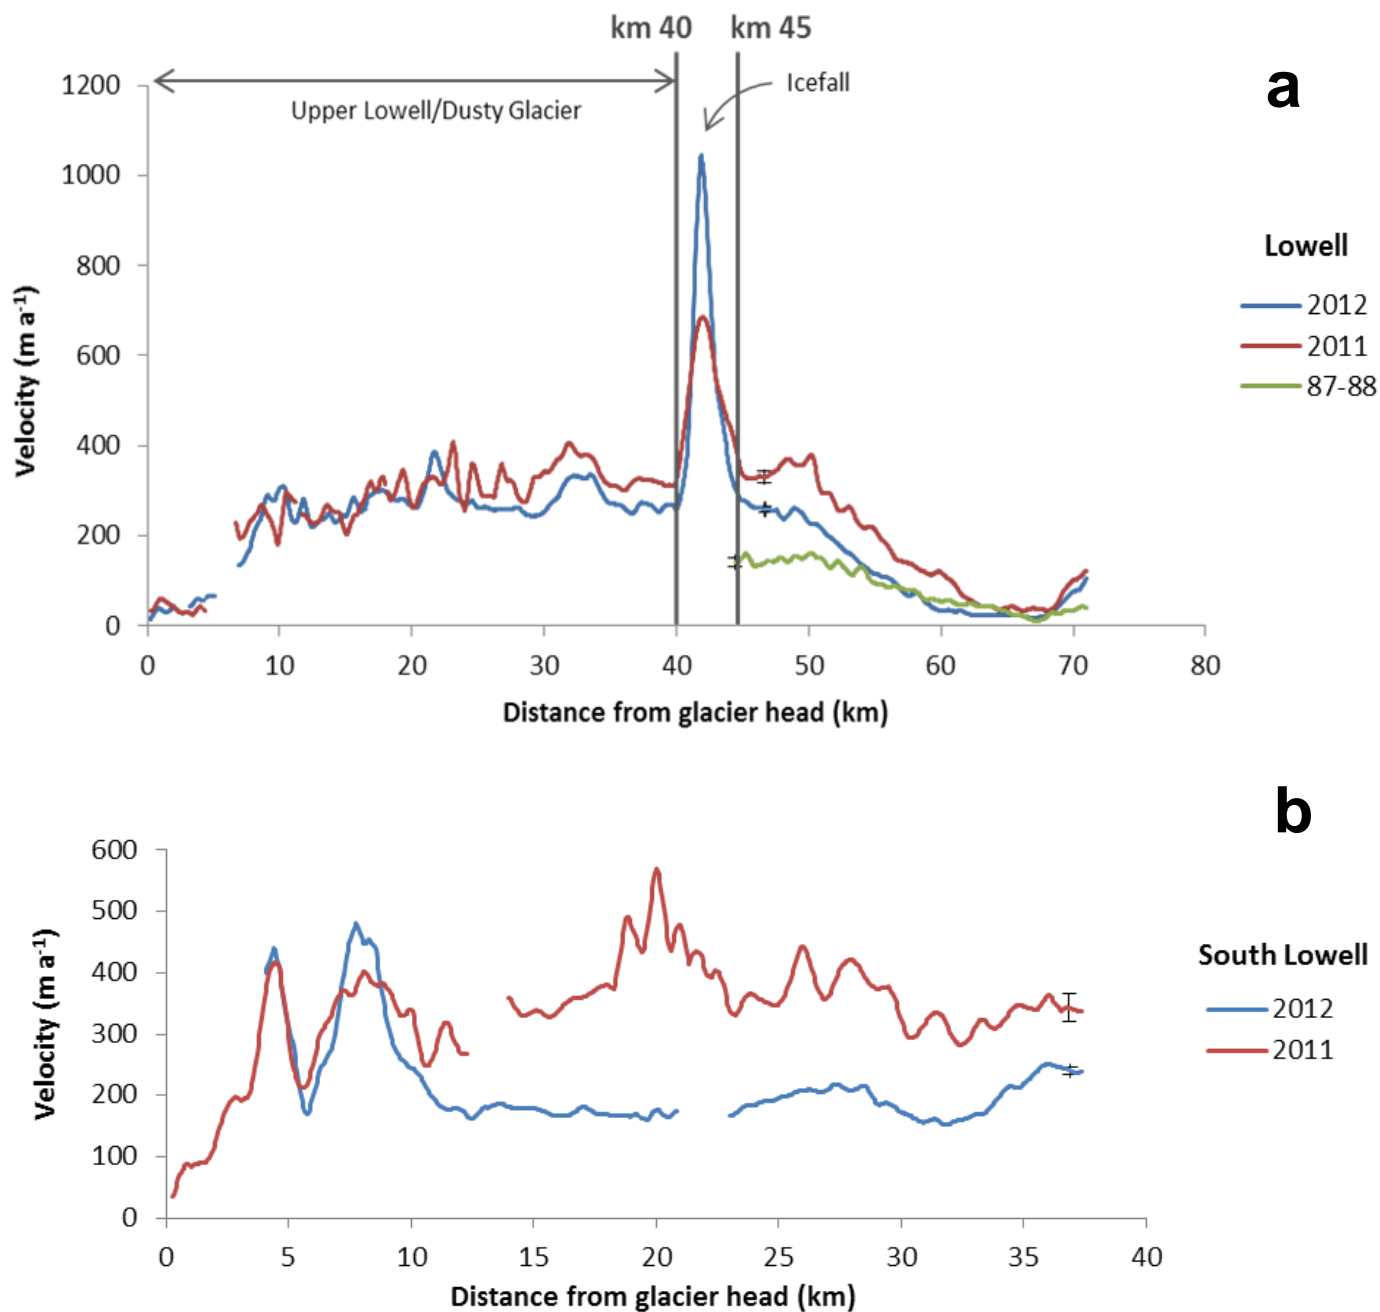 km 40 km 45
a
Icefall
Upper Lowell/Dusty Glacier
1200
1000
800
600
400
200
0
Velocity (m a-1)
0 10 20 30 40 50 60 70 80
Distance from glacier head (km)
Lowell
2012
2011
87-88
b
600
500
400
300
200
100
0
Velocity (m a-1)
0 5 10 15 20 25 30 35 40
Distance from glacier head (km)
South Lowell
2012
2011